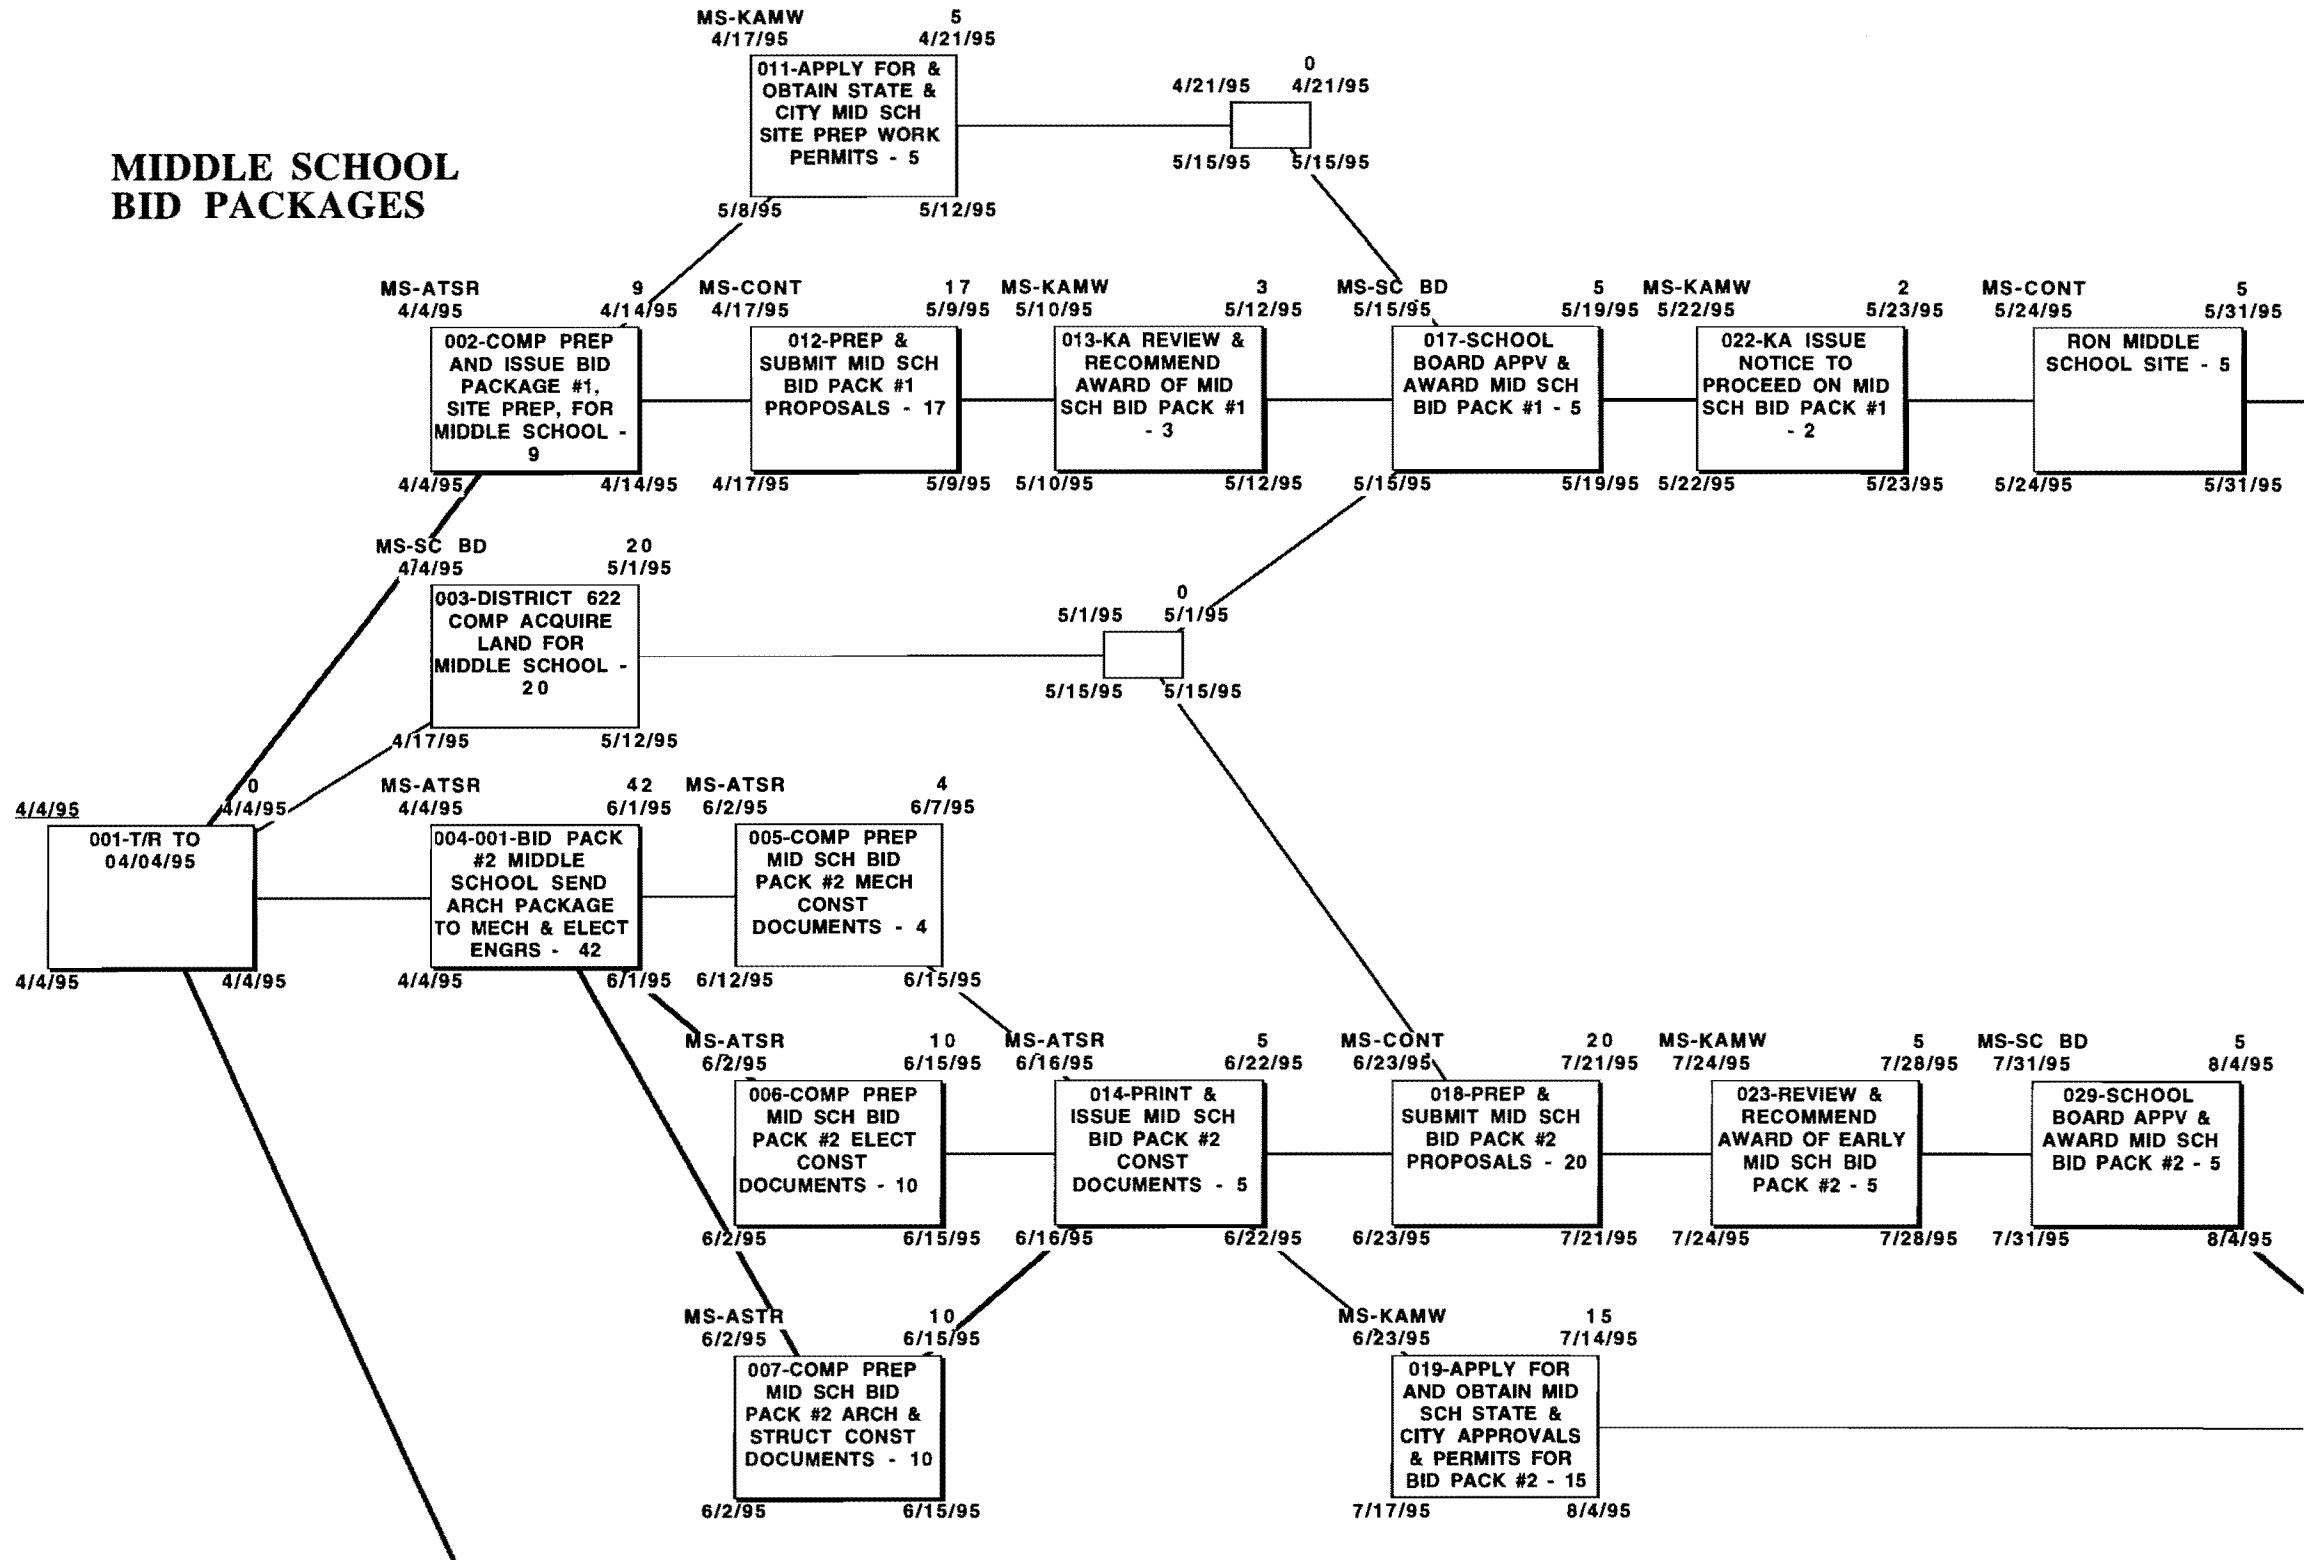 MIDDLE SCHOOL
BID PACKAGES
MS-KAMW 5
4/17/95 4/21/95
011-APPLY FOR &
OBTAIN STATE &
CITY MID SCH
SITE PREP WORK
PERMITS - 5
5/8/95 5/12/95
0
4/21/95 4/21/95
5/15/95 5/15/95
MS-ATSR 9
4/4/95 4/14/95
002-COMP PREP
AND ISSUE BID
PACKAGE #1,
SITE PREP, FOR
MIDDLE SCHOOL -
9
4/4/95 4/14/95
MS-CONT 17
4/17/95 5/9/95
012-PREP &
SUBMIT MID SCH
BID PACK #1
PROPOSALS - 17
4/17/95 5/9/95
MS-KAMW 3
5/10/95 5/12/95
013-KA REVIEW &
RECOMMEND
AWARD OF MID
SCH BID PACK #1
- 3
5/10/95 5/12/95
MS-SC BD 5
5/15/95 5/19/95
017-SCHOOL
BOARD APPV &
AWARD MID SCH
BID PACK #1 - 5
5/15/95 5/19/95
MS-KAMW 2
5/22/95 5/23/95
022-KA ISSUE
NOTICE TO
PROCEED ON MID
SCH BID PACK #1
- 2
5/22/95 5/23/95
MS-CONT 5
5/24/95 5/31/95
RON MIDDLE
SCHOOL SITE - 5
5/24/95 5/31/95
MS-SC BD 20
4/4/95 5/1/95
003-DISTRICT 622
COMP ACQUIRE
LAND FOR
MIDDLE SCHOOL -
20
4/17/95 5/12/95
0
5/1/95 5/1/95
5/15/95 5/15/95
0
4/4/95 4/4/95
001-T/R TO
04/04/95
4/4/95 4/4/95
MS-ATSR 42
4/4/95 6/1/95
004-001-BID PACK
#2 MIDDLE
SCHOOL SEND
ARCH PACKAGE
TO MECH & ELECT
ENGRS - 42
4/4/95 6/1/95
MS-ATSR 4
6/2/95 6/7/95
005-COMP PREP
MID SCH BID
PACK #2 MECH
CONST
DOCUMENTS - 4
6/12/95 6/15/95
MS-ATSR 10
6/2/95 6/15/95
006-COMP PREP
MID SCH BID
PACK #2 ELECT
CONST
DOCUMENTS - 10
6/2/95 6/15/95
MS-ATSR 5
6/16/95 6/22/95
014-PRINT &
ISSUE MID SCH
BID PACK #2
CONST
DOCUMENTS - 5
6/16/95 6/22/95
MS-CONT 20
6/23/95 7/21/95
018-PREP &
SUBMIT MID SCH
BID PACK #2
PROPOSALS - 20
6/23/95 7/21/95
MS-KAMW 5
7/24/95 7/28/95
023-REVIEW &
RECOMMEND
AWARD OF EARLY
MID SCH BID
PACK #2 - 5
7/24/95 7/28/95
MS-SC BD 5
7/31/95 8/4/95
029-SCHOOL
BOARD APPV &
AWARD MID SCH
BID PACK #2 - 5
7/31/95 8/4/95
MS-ASTR 10
6/2/95 6/15/95
007-COMP PREP
MID SCH BID
PACK #2 ARCH &
STRUCT CONST
DOCUMENTS - 10
6/2/95 6/15/95
MS-KAMW 15
6/23/95 7/14/95
019-APPLY FOR
AND OBTAIN MID
SCH STATE &
CITY APPROVALS
& PERMITS FOR
BID PACK #2 - 15
7/17/95 8/4/95